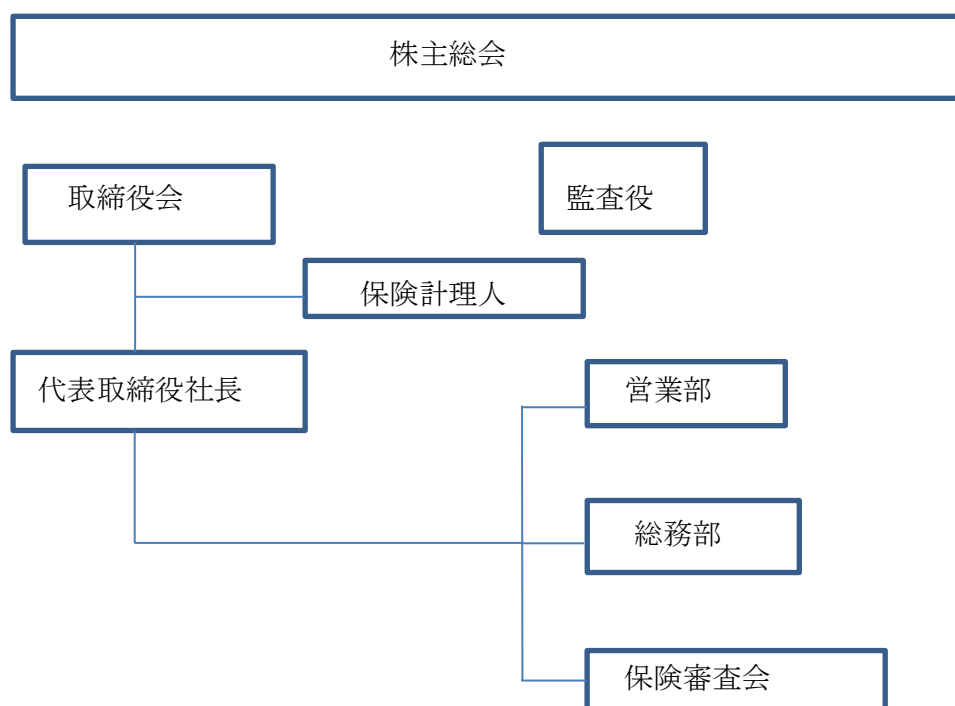 株主総会
取締役会
監査役
保険計理人
代表取締役社長
営業部
総務部
保険審査会